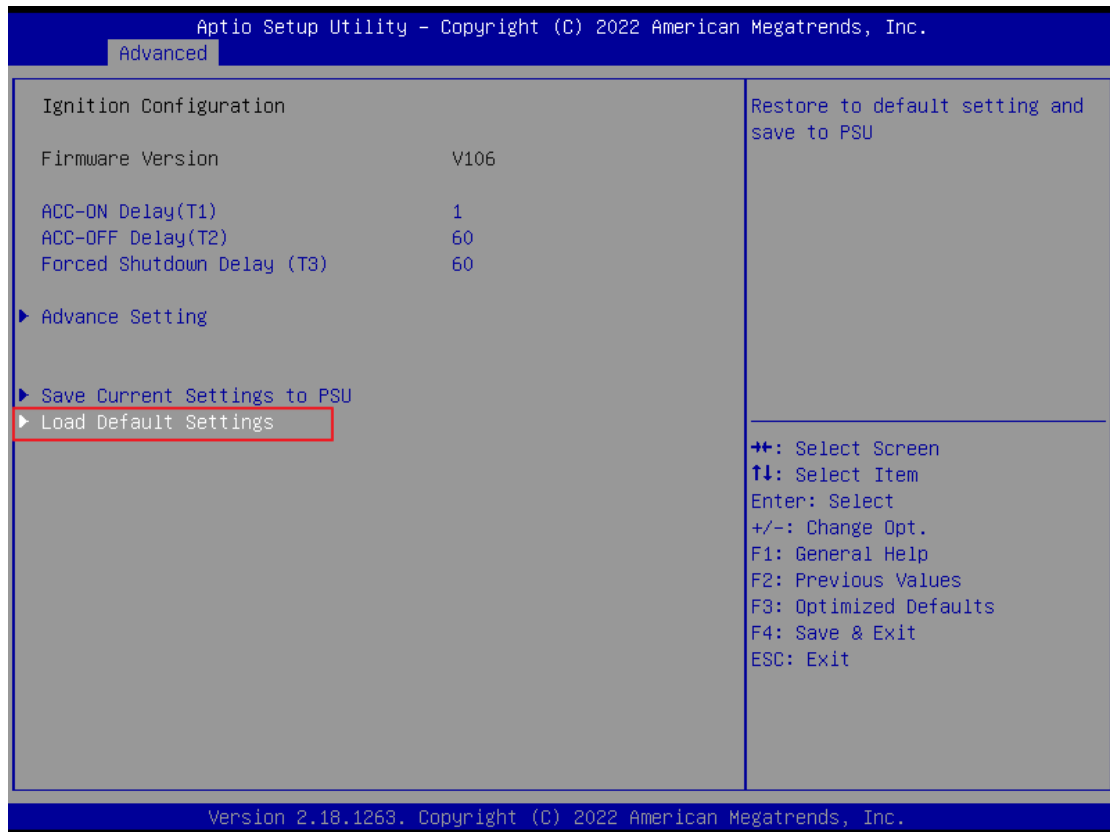 Aptio Setup Utility – Copyright (C) 2022 American Megatrends, Inc.
Advanced
Ignition Configuration
Firmware Version V106
ACC-ON Delay(T1) 1
ACC-OFF Delay(T2) 60
Forced Shutdown Delay (T3) 60
▶ Advance Setting
▶ Save Current Settings to PSU
▶ Load Default Settings
Restore to default setting and
save to PSU
→←: Select Screen
↑↓: Select Item
Enter: Select
+/-: Change Opt.
F1: General Help
F2: Previous Values
F3: Optimized Defaults
F4: Save & Exit
ESC: Exit
Version 2.18.1263. Copyright (C) 2022 American Megatrends, Inc.